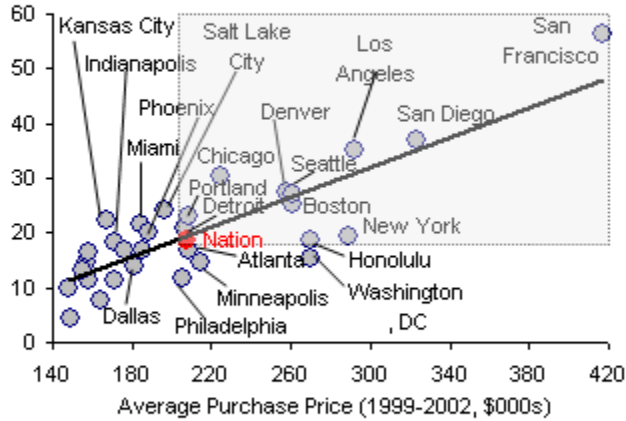 60
50
40
30
20
10
0
Kansas City
Salt Lake
City
Los
Angeles
San
Francisco
Indianapolis
Phoenix
Denver
San Diego
Miami
Chicago
Seattle
Portland
Detroit
Boston
Nation
New York
Atlanta
Honolulu
Minneapolis
Washington
, DC
Dallas
Philadelphia
140 180 220 260 300 340 380 420
Average Purchase Price (1999-2002, $000s)